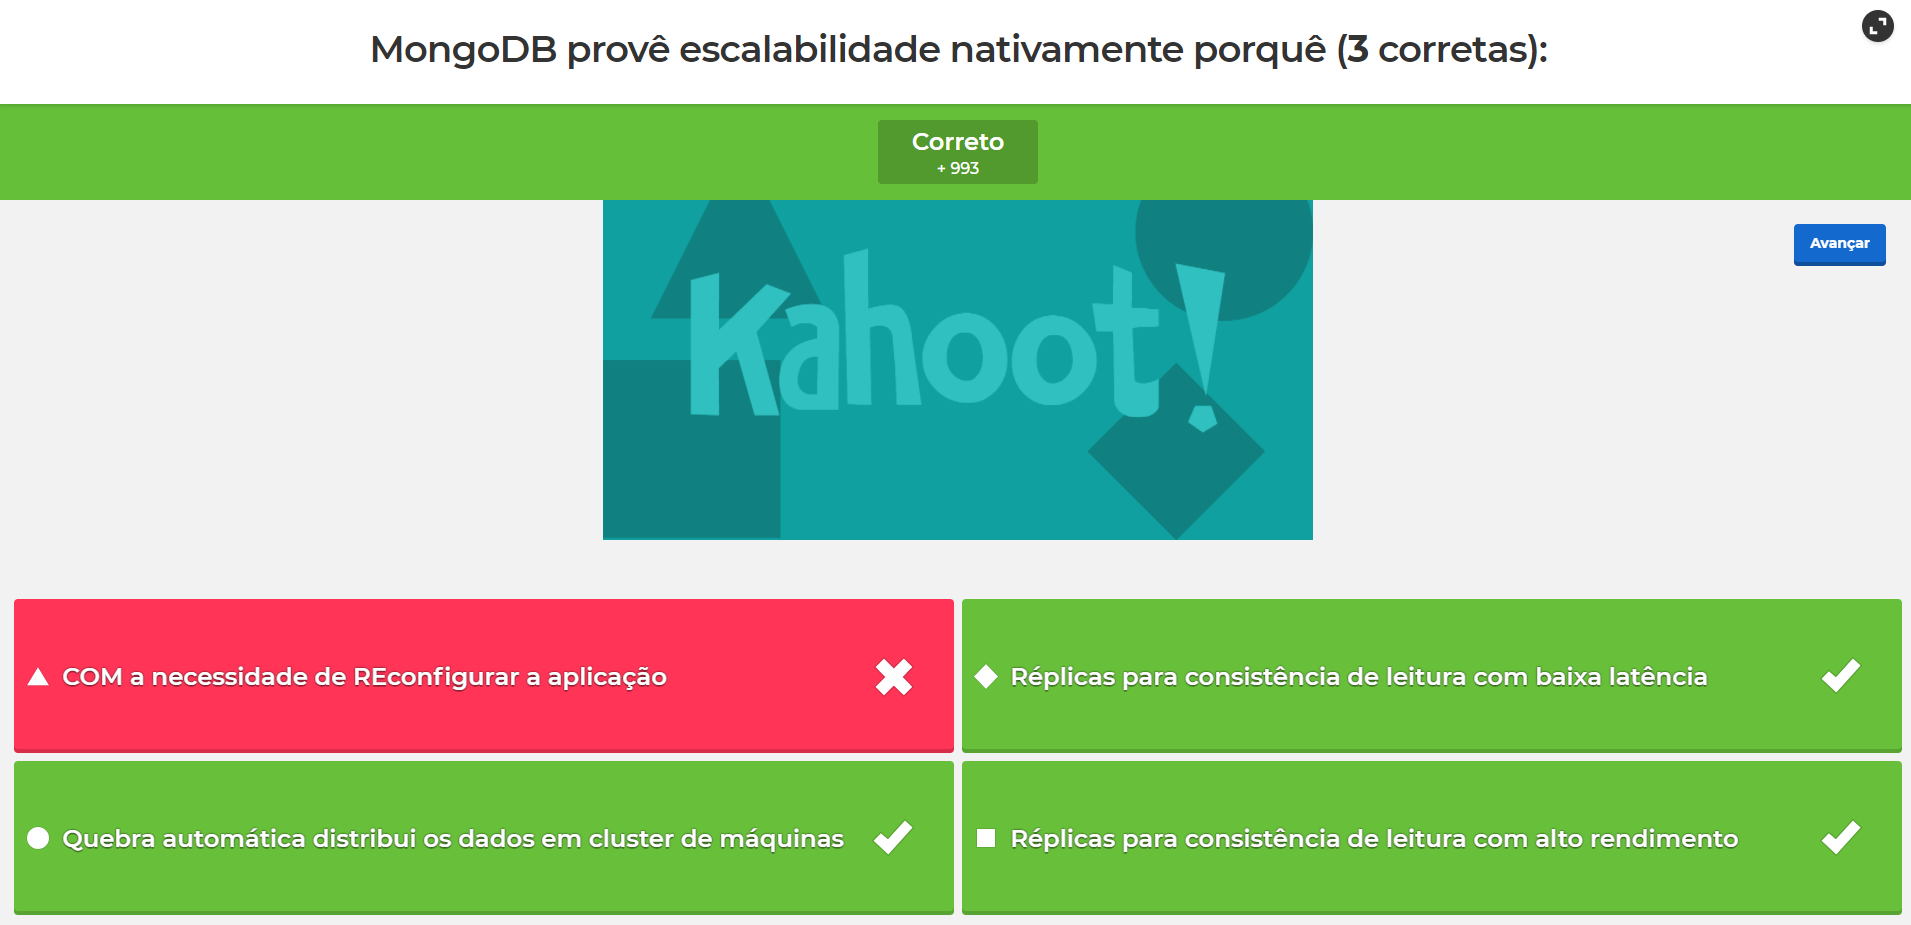 MongoDB provê escalabilidade nativamente porquê (3 corretas):
Correto
+ 993
Avançar
Kahoot!
COM a necessidade de REconfigurar a aplicação
Réplicas para consistência de leitura com baixa latência
Quebra automática distribui os dados em cluster de máquinas
Réplicas para consistência de leitura com alto rendimento